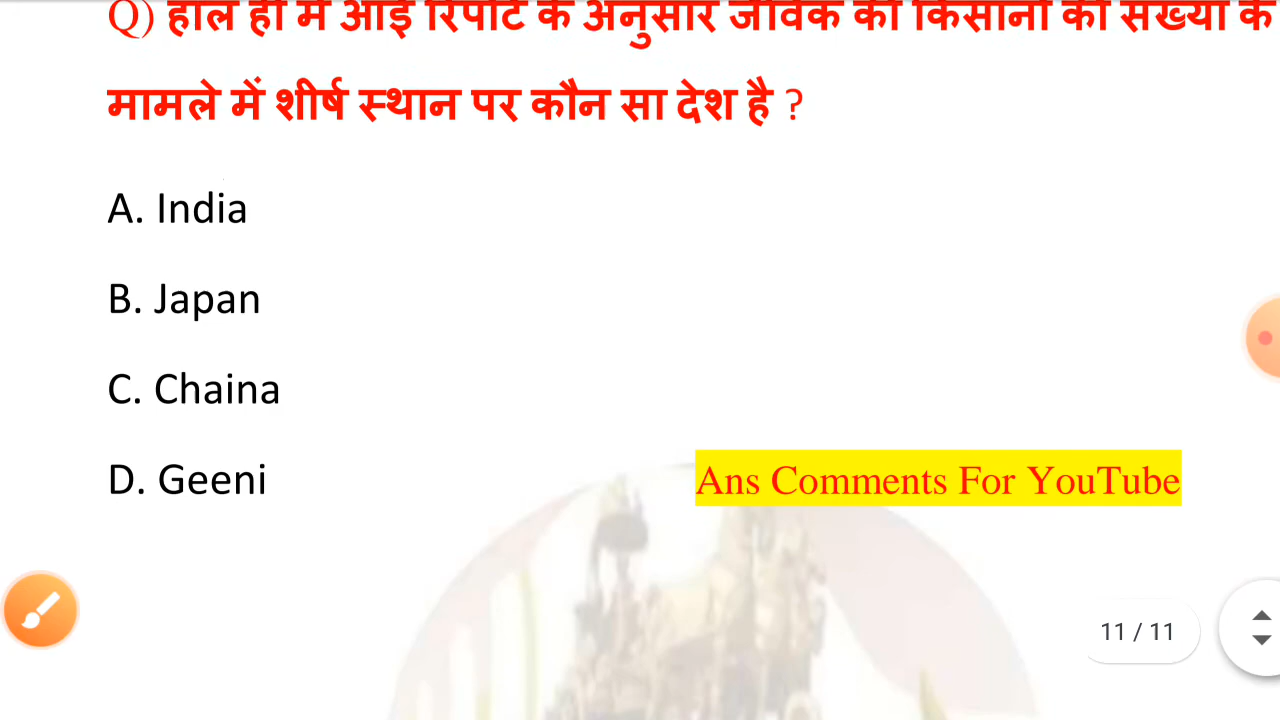 Q) हाल ही में आई रिपोर्ट के अनुसार जैविक की किसानों की संख्या के
मामले में शीर्ष स्थान पर कौन सा देश है ?
A. India
B. Japan
C. Chaina
D. Geeni
Ans Comments For YouTube
11 / 11